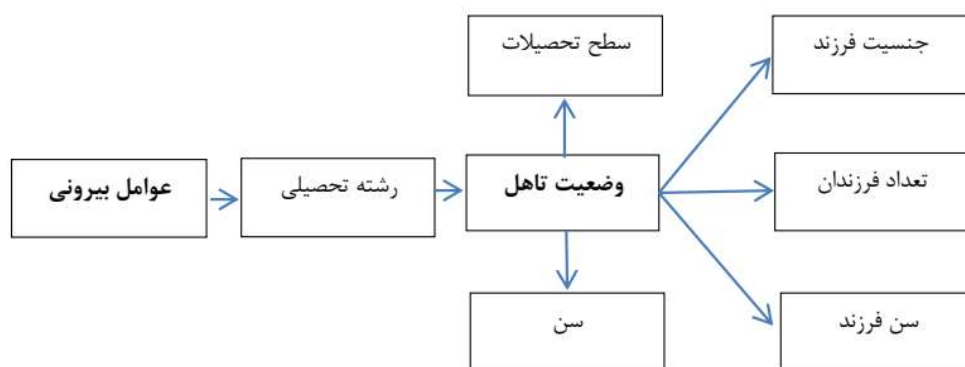 سطح تحصیلات
جنسیت فرزند
عوامل بیرونی
رشته تحصیلی
وضعیت تاهل
تعداد فرزندان
سن
سن فرزند